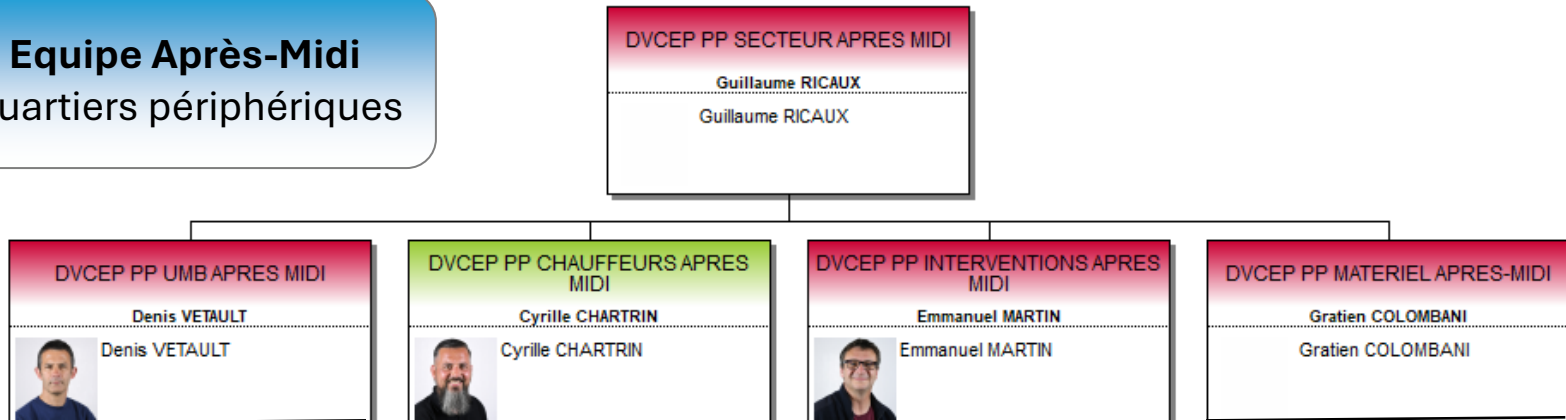 Equipe Après-Midi
uartiers périphériques
DVCEP PP SECTEUR APRES MIDI
Guillaume RICAUX
Guillaume RICAUX
DVCEP PP UMB APRES MIDI
Denis VETAULT
Denis VETAULT
DVCEP PP CHAUFFEURS APRES
MIDI
Cyrille CHARTRIN
Cyrille CHARTRIN
DVCEP PP INTERVENTIONS APRES
MIDI
Emmanuel MARTIN
Emmanuel MARTIN
DVCEP PP MATERIEL APRES-MIDI
Gratien COLOMBANI
Gratien COLOMBANI